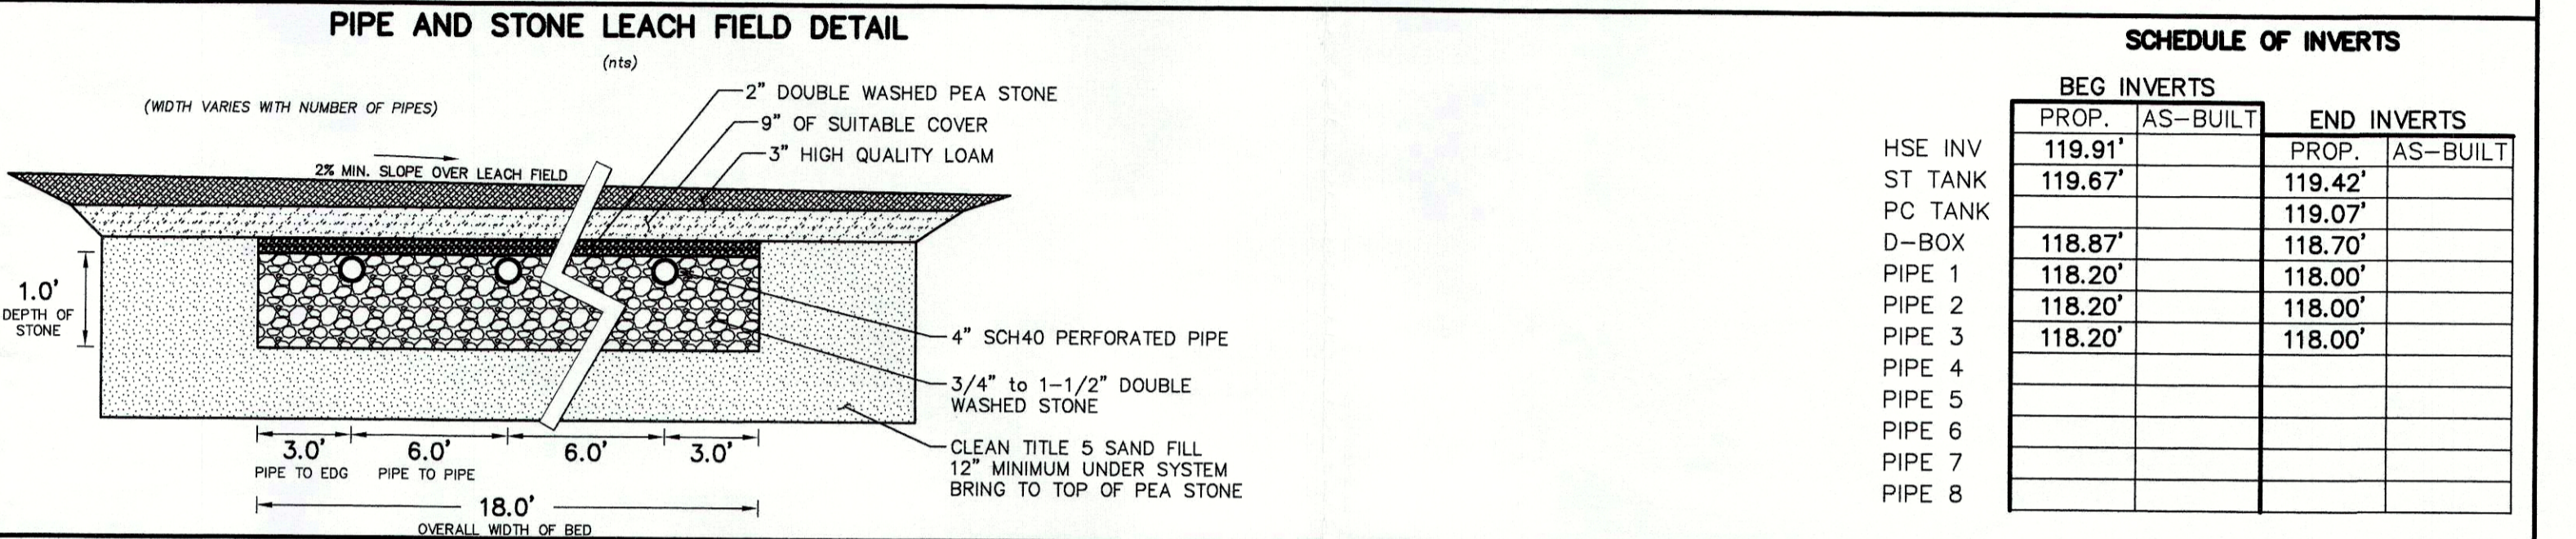 PIPE AND STONE LEACH FIELD DETAIL
(nts)
(WIDTH VARIES WITH NUMBER OF PIPES)
2" DOUBLE WASHED PEA STONE
9" OF SUITABLE COVER
3" HIGH QUALITY LOAM
2% MIN. SLOPE OVER LEACH FIELD
1.0'
DEPTH OF
STONE
4" SCH40 PERFORATED PIPE
3/4" to 1-1/2" DOUBLE
WASHED STONE
CLEAN TITLE 5 SAND FILL
12" MINIMUM UNDER SYSTEM
BRING TO TOP OF PEA STONE
3.0' 6.0' 6.0' 3.0'
PIPE TO EDG PIPE TO PIPE
18.0'
OVERALL WIDTH OF BED
SCHEDULE OF INVERTS
BEG INVERTS
PROP. AS-BUILT END INVERTS
HSE INV 119.91' PROP. AS-BUILT
ST TANK 119.67' 119.42'
PC TANK 119.07'
D-BOX 118.87' 118.70'
PIPE 1 118.20' 118.00'
PIPE 2 118.20' 118.00'
PIPE 3 118.20' 118.00'
PIPE 4
PIPE 5
PIPE 6
PIPE 7
PIPE 8